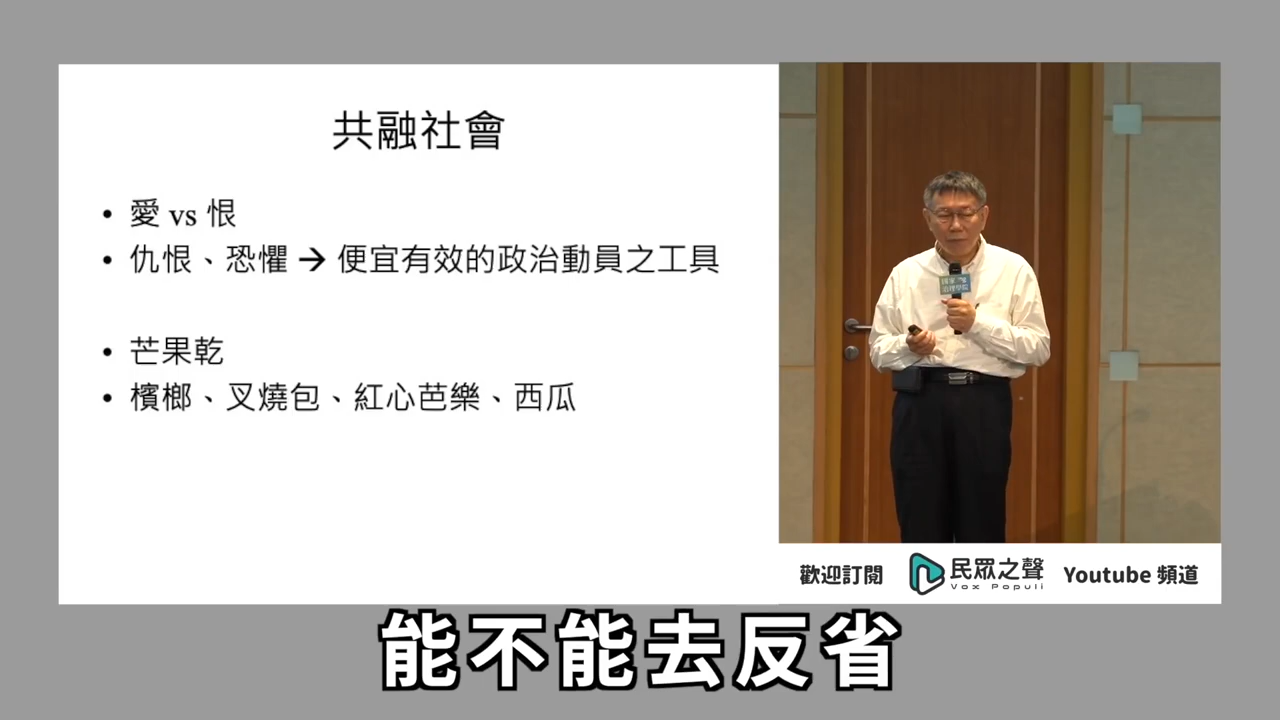 共融社會
• 愛 vs 恨
• 仇恨、恐懼 → 便宜有效的政治動員之工具
• 芒果乾
• 檳榔、叉燒包、紅心芭樂、西瓜
歡迎訂閱 民眾之聲 Vox Populi Youtube 頻道
能不能去反省